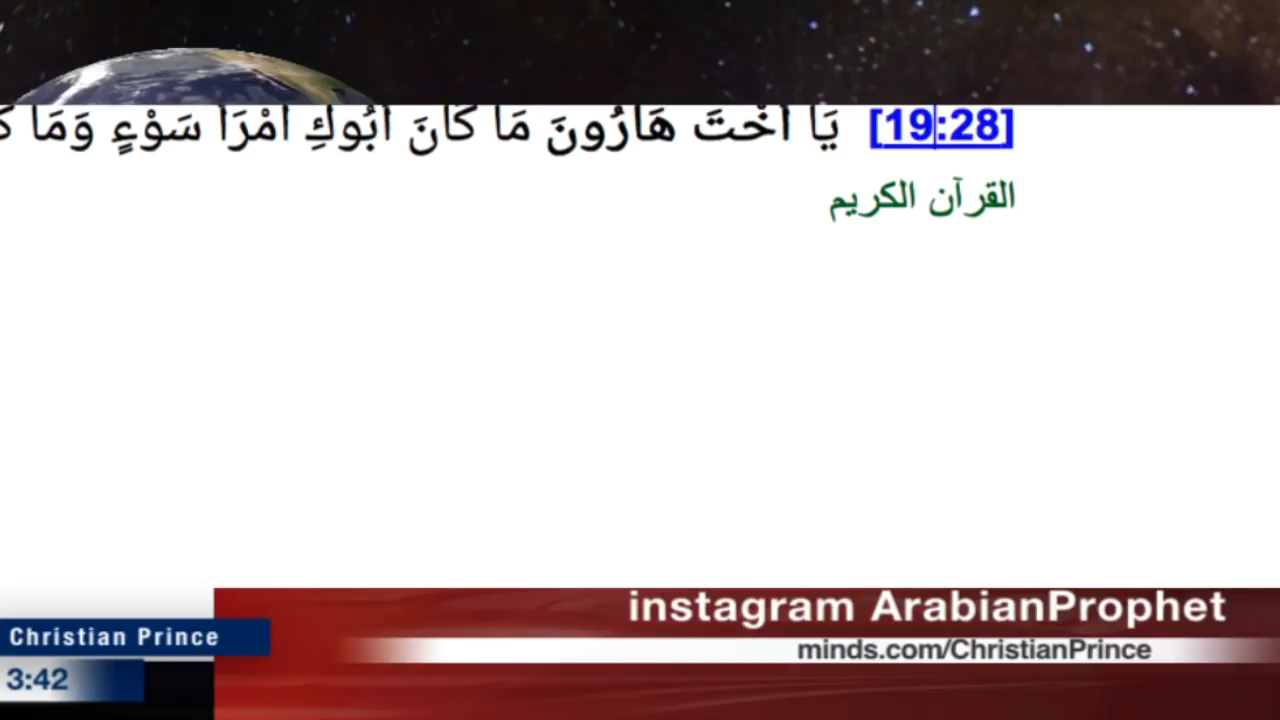 [19:28] يَا أُخْتَ هَارُونَ مَا كَانَ أَبُوكِ امْرَأَ سَوْءٍ وَمَا
القرآن الكريم
instagram ArabianProphet
Christian Prince
minds.com/ChristianPrince
3:42